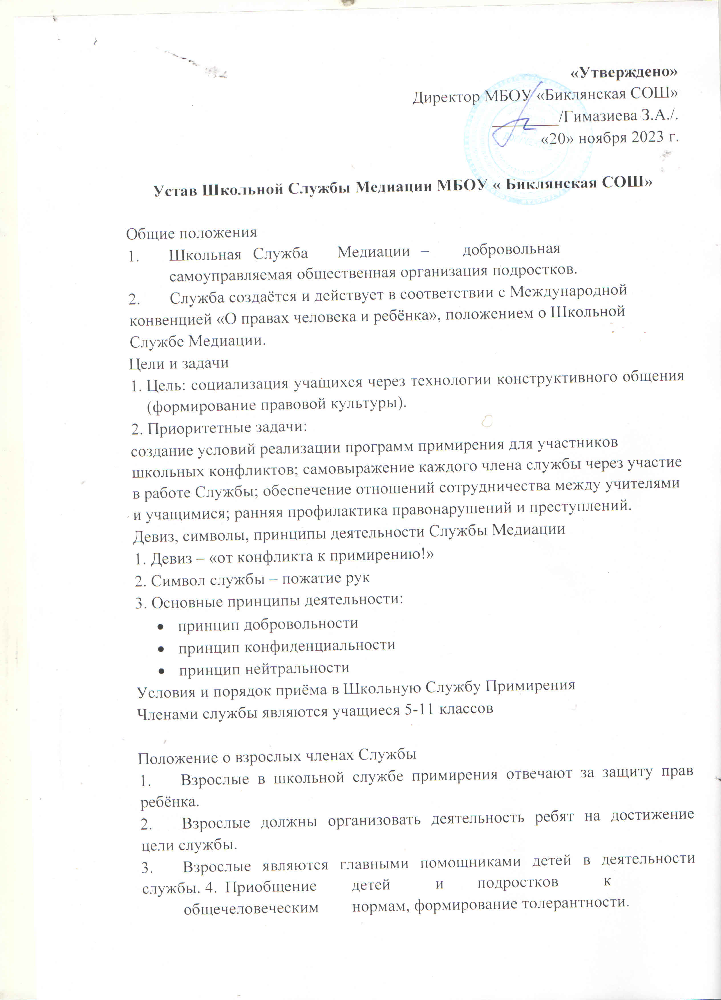 «Утверждено»
Директор МБОУ «Биклянская СОШ»
/Гимазиева З.А./.
«20» ноября 2023 г.
Устав Школьной Службы Медиации МБОУ « Биклянская СОШ»
Общие положения
1. Школьная Служба Медиации – добровольная
самоуправляемая общественная организация подростков.
2. Служба создаётся и действует в соответствии с Международной
конвенцией «О правах человека и ребёнка», положением о Школьной
Службе Медиации.
Цели и задачи
1. Цель: социализация учащихся через технологии конструктивного общения
(формирование правовой культуры).
2. Приоритетные задачи:
создание условий реализации программ примирения для участников
школьных конфликтов; самовыражение каждого члена службы через участие
в работе Службы; обеспечение отношений сотрудничества между учителями
и учащимися; ранняя профилактика правонарушений и преступлений.
Девиз, символы, принципы деятельности Службы Медиации
1. Девиз – «от конфликта к примирению!»
2. Символ службы – пожатие рук
3. Основные принципы деятельности:
• принцип добровольности
• принцип конфиденциальности
• принцип нейтральности
Условия и порядок приёма в Школьную Службу Примирения
Членами службы являются учащиеся 5-11 классов
Положение о взрослых членах Службы
1. Взрослые в школьной службе примирения отвечают за защиту прав
ребёнка.
2. Взрослые должны организовать деятельность ребят на достижение
цели службы.
3. Взрослые являются главными помощниками детей в деятельности
службы. 4. Приобщение детей и подростков к
общечеловеческим нормам, формирование толерантности.